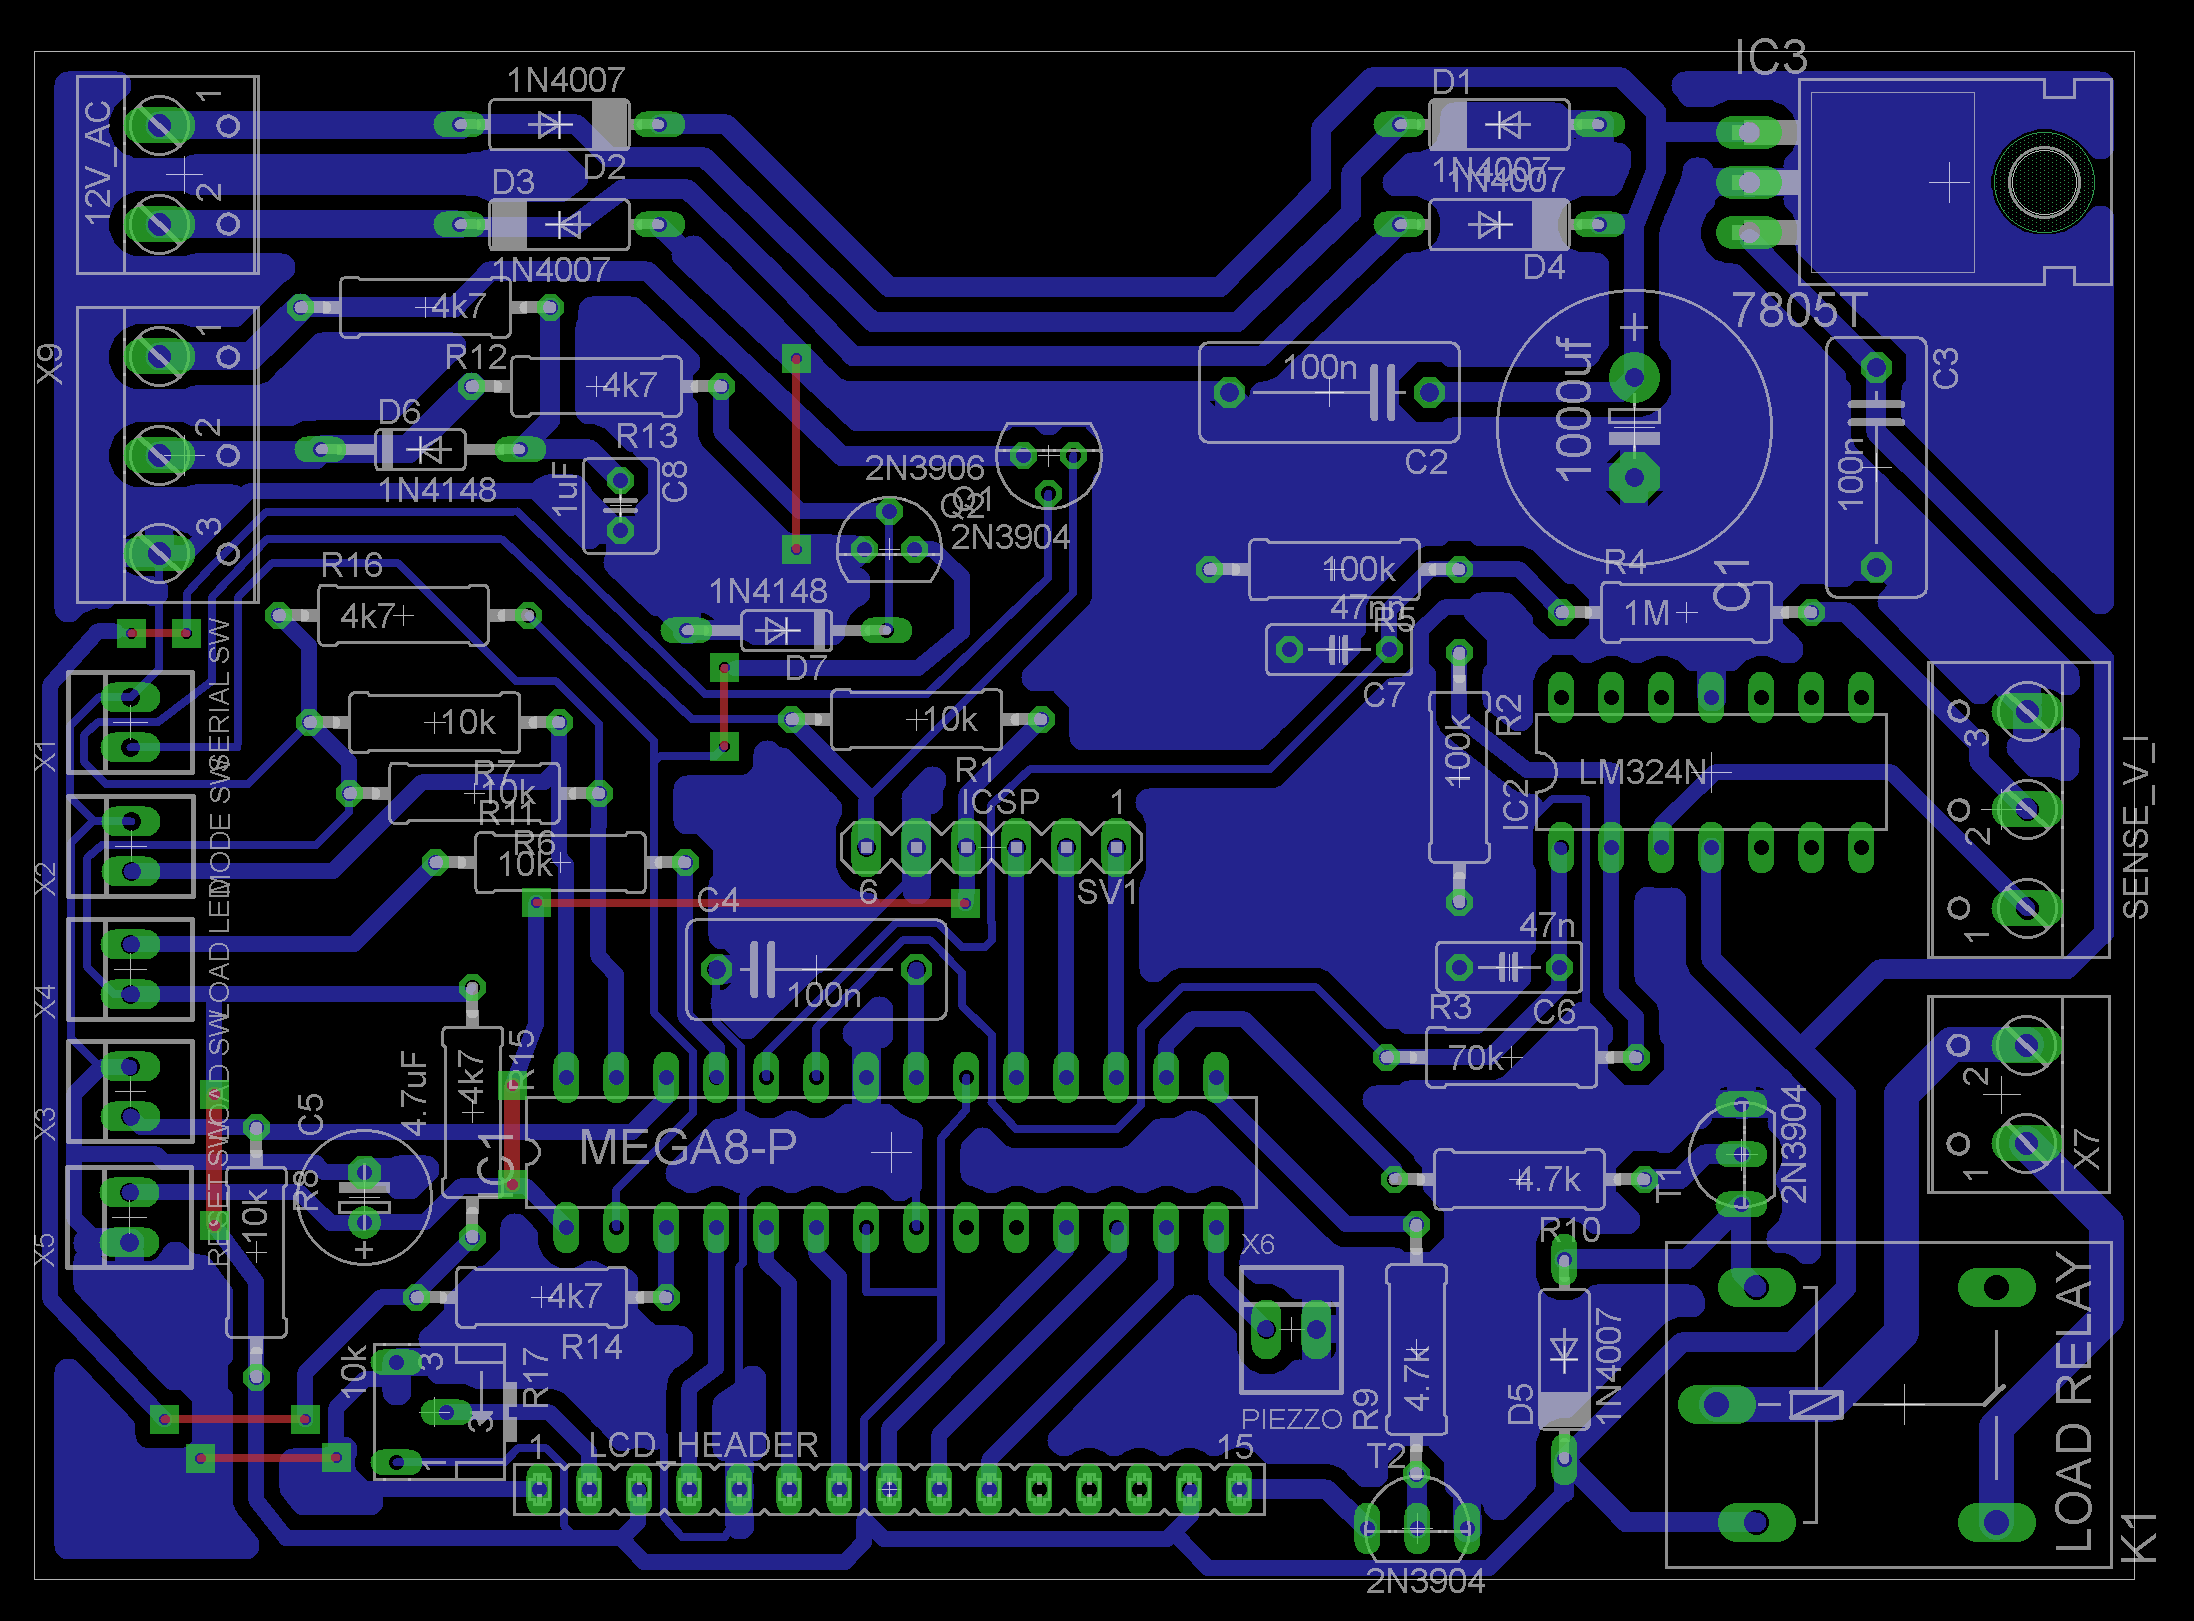 IC3
1N4007
D1
12V_AC
1
2
D2
D3
1N4007
1N4007
1N4007
D4
7805T
4k7
R12
X9
1
2
3
4k7
R13
D6
1N4148
1uF
C8
2N3906
Q1
Q2
2N3904
100n
C2
1000uf
C1
100n
C3
R16
4k7
1N4148
D7
100k
R5
47n
C7
R4
1M
R2
100k
SERIAL SW
X1
10k
R7
10k
R1
ICSP
1
6
SV1
LM324N
IC2
3
2
1
SENSE_V_I
MODE SW
X2
10k
R11
R6
10k
C4
100n
LOAD LED
X4
47n
C6
R3
70k
X3
LOAD SW
R15
4k7
4.7uF
C5
IC1
MEGA8-P
2N3904
T1
2
1
X7
X5
RESET SW
10k
R8
4.7k
R10
4k7
R14
X6
PIEZZO
R9
4.7k
D5
1N4007
LOAD RELAY
K1
10k
3
1
R17
1
LCD_HEADER
15
T2
2N3904